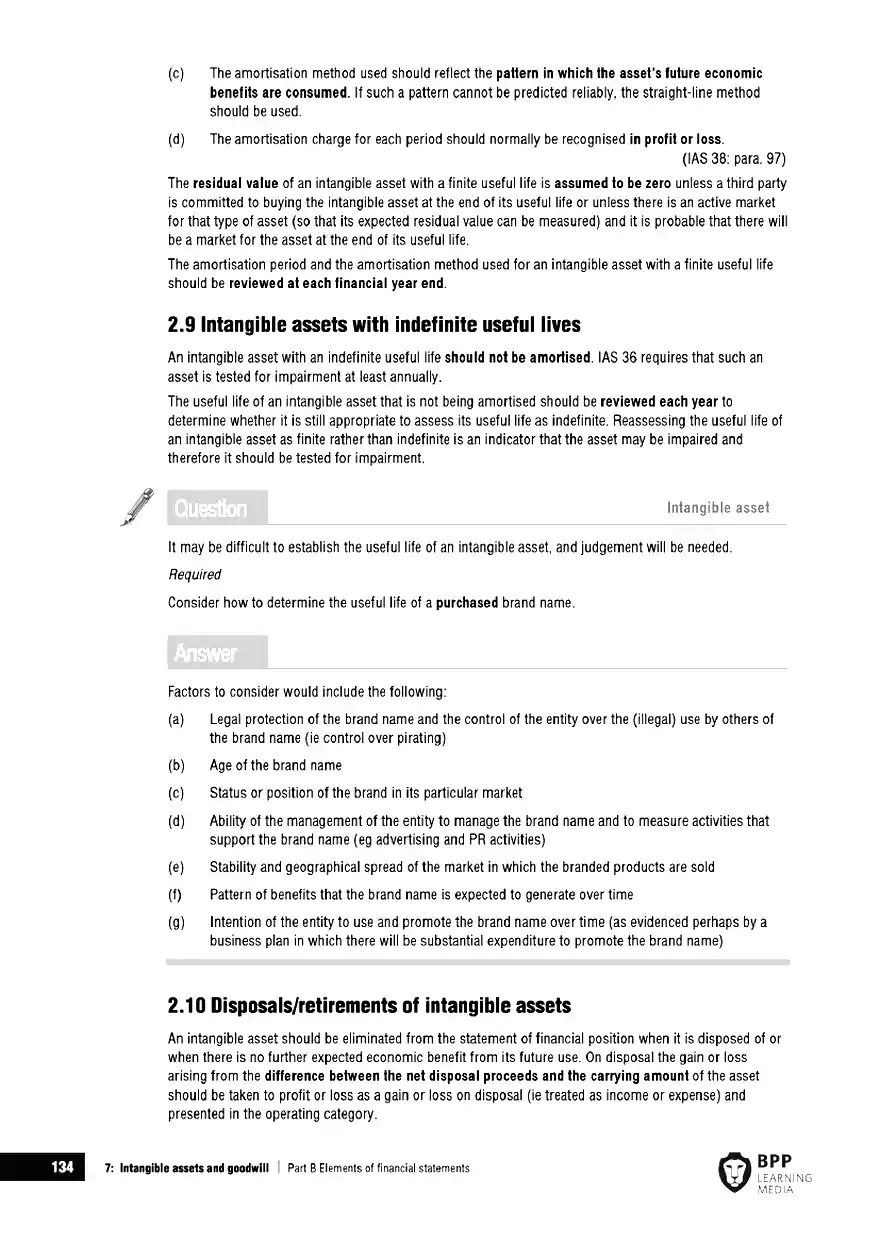 (c) The amortisation method used should reflect the pattern in which the asset's future economic
benefits are consumed. If such a pattern cannot be predicted reliably, the straight-line method
should be used.
(d) The amortisation charge for each period should normally be recognised in profit or loss.
(IAS 38: para. 97)
The residual value of an intangible asset with a finite useful life is assumed to be zero unless a third party
is committed to buying the intangible asset at the end of its useful life or unless there is an active market
for that type of asset (so that its expected residual value can be measured) and it is probable that there will
be a market for the asset at the end of its useful life.
The amortisation period and the amortisation method used for an intangible asset with a finite useful life
should be reviewed at each financial year end.
2.9 Intangible assets with indefinite useful lives
An intangible asset with an indefinite useful life should not be amortised. IAS 36 requires that such an
asset is tested for impairment at least annually.
The useful life of an intangible asset that is not being amortised should be reviewed each year to
determine whether it is still appropriate to assess its useful life as indefinite. Reassessing the useful life of
an intangible asset as finite rather than indefinite is an indicator that the asset may be impaired and
therefore it should be tested for impairment.
Question Intangible asset
It may be difficult to establish the useful life of an intangible asset, and judgement will be needed.
Required
Consider how to determine the useful life of a purchased brand name.
Answer
Factors to consider would include the following:
(a) Legal protection of the brand name and the control of the entity over the (illegal) use by others of
the brand name (ie control over pirating)
(b) Age of the brand name
(c) Status or position of the brand in its particular market
(d) Ability of the management of the entity to manage the brand name and to measure activities that
support the brand name (eg advertising and PR activities)
(e) Stability and geographical spread of the market in which the branded products are sold
(f) Pattern of benefits that the brand name is expected to generate over time
(g) Intention of the entity to use and promote the brand name over time (as evidenced perhaps by a
business plan in which there will be substantial expenditure to promote the brand name)
2.10 Disposals/retirements of intangible assets
An intangible asset should be eliminated from the statement of financial position when it is disposed of or
when there is no further expected economic benefit from its future use. On disposal the gain or loss
arising from the difference between the net disposal proceeds and the carrying amount of the asset
should be taken to profit or loss as a gain or loss on disposal (ie treated as income or expense) and
presented in the operating category.
134 7: Intangible assets and goodwill | Part B Elements of financial statements
BPP
LEARNING
MEDIA